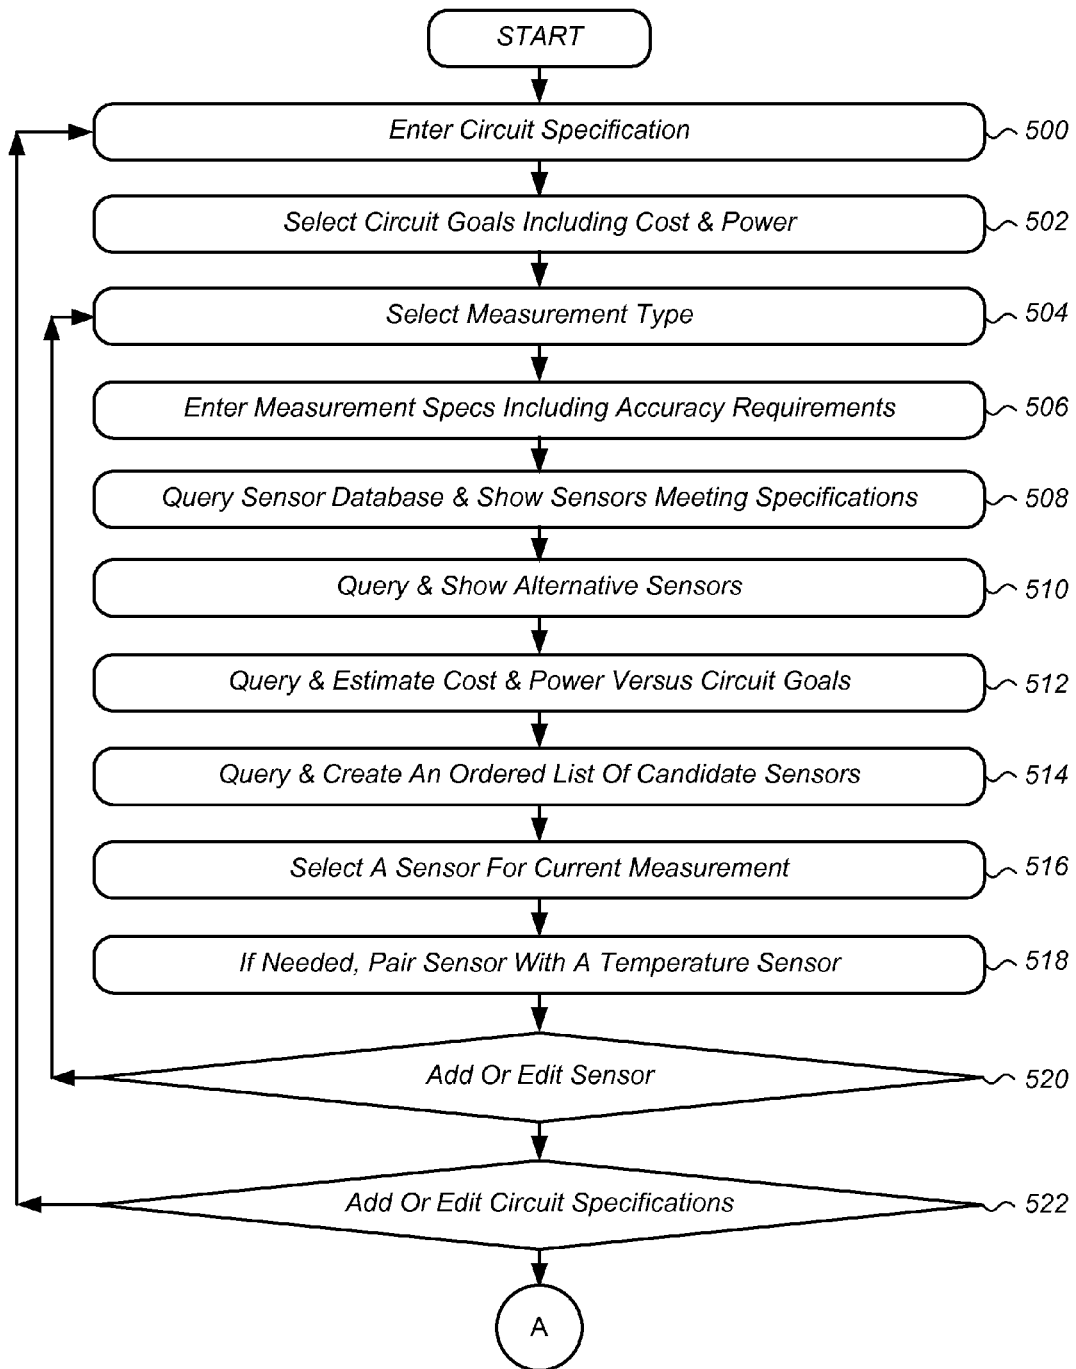 START
Enter Circuit Specification
500
Select Circuit Goals Including Cost & Power
502
Select Measurement Type
504
Enter Measurement Specs Including Accuracy Requirements
506
Query Sensor Database & Show Sensors Meeting Specifications
508
Query & Show Alternative Sensors
510
Query & Estimate Cost & Power Versus Circuit Goals
512
Query & Create An Ordered List Of Candidate Sensors
514
Select A Sensor For Current Measurement
516
If Needed, Pair Sensor With A Temperature Sensor
518
Add Or Edit Sensor
520
Add Or Edit Circuit Specifications
522
A